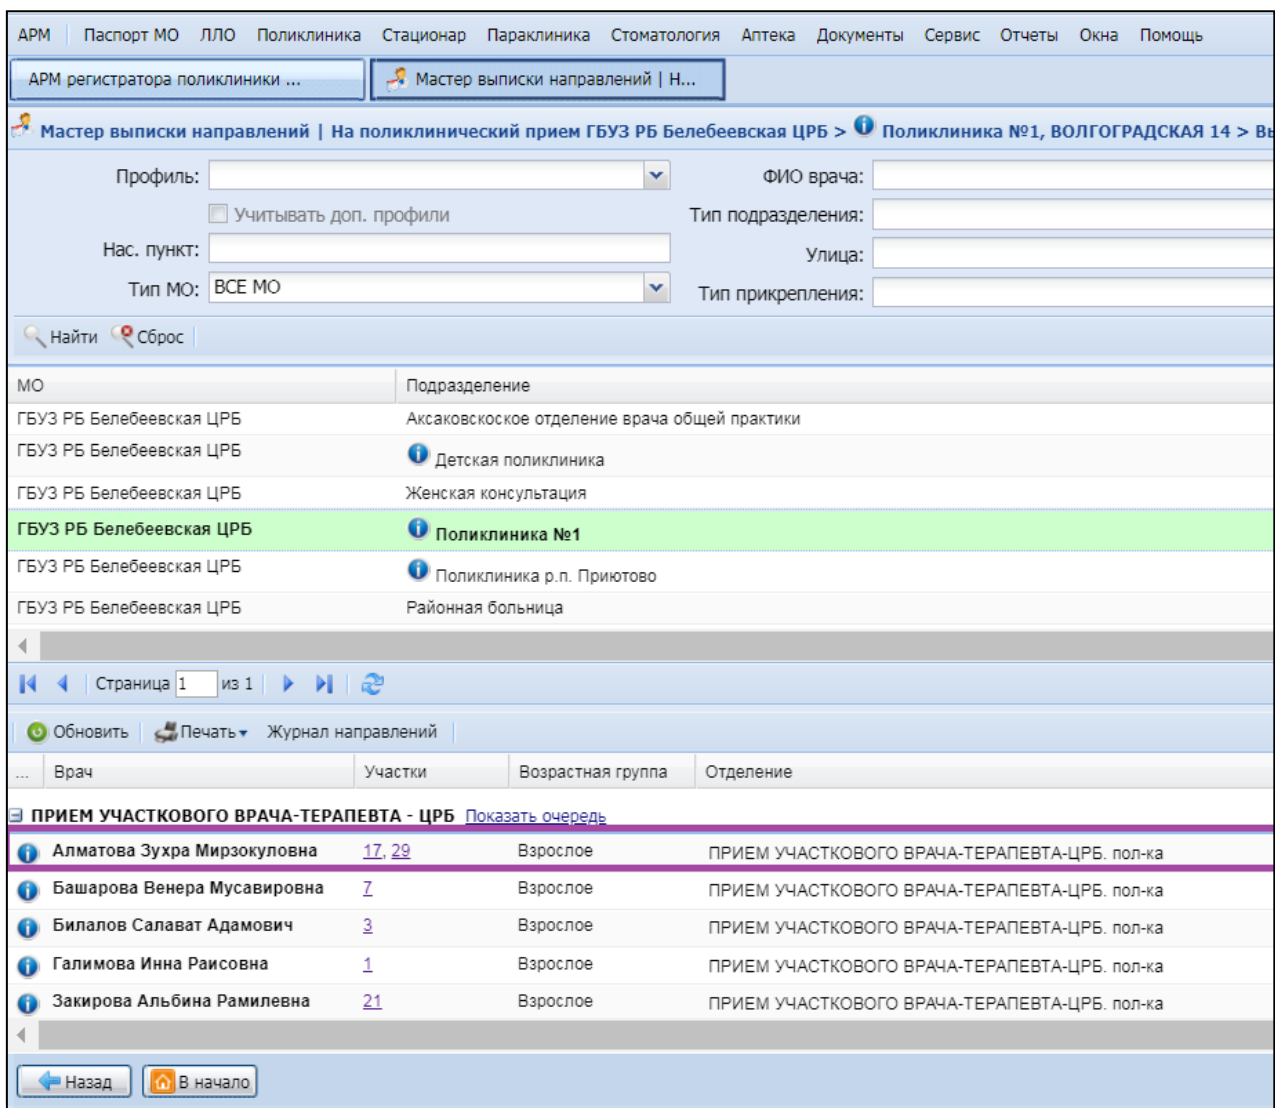 АРМ Паспорт МО ЛЛО Поликлиника Стационар Параклиника Стоматология Аптека Документы Сервис Отчеты Окна Помощь
АРМ регистратора поликлиники ... Мастер выписки направлений | Н...
Мастер выписки направлений | На поликлинический прием ГБУЗ РБ Белебеевская ЦРБ > Поликлиника №1, ВОЛГОГРАДСКАЯ 14 > Вы
Профиль: ФИО врача:
Учитывать доп. профили Тип подразделения:
Нас. пункт: Улица:
Тип МО: ВСЕ МО Тип прикрепления:
Найти Сброс
МО Подразделение
ГБУЗ РБ Белебеевская ЦРБ Аксаковскоское отделение врача общей практики
ГБУЗ РБ Белебеевская ЦРБ Детская поликлиника
ГБУЗ РБ Белебеевская ЦРБ Женская консультация
ГБУЗ РБ Белебеевская ЦРБ Поликлиника №1
ГБУЗ РБ Белебеевская ЦРБ Поликлиника р.п. Приютово
ГБУЗ РБ Белебеевская ЦРБ Районная больница
Страница 1 из 1
Обновить Печать Журнал направлений
... Врач Участки Возрастная группа Отделение
ПРИЕМ УЧАСТКОВОГО ВРАЧА-ТЕРАПЕВТА - ЦРБ Показать очередь
Алматова Зухра Мирзокуловна 17, 29 Взрослое ПРИЕМ УЧАСТКОВОГО ВРАЧА-ТЕРАПЕВТА-ЦРБ. пол-ка
Башарова Венера Мусавировна 7 Взрослое ПРИЕМ УЧАСТКОВОГО ВРАЧА-ТЕРАПЕВТА-ЦРБ. пол-ка
Билалов Салават Адамович 3 Взрослое ПРИЕМ УЧАСТКОВОГО ВРАЧА-ТЕРАПЕВТА-ЦРБ. пол-ка
Галимова Инна Раисовна 1 Взрослое ПРИЕМ УЧАСТКОВОГО ВРАЧА-ТЕРАПЕВТА-ЦРБ. пол-ка
Закирова Альбина Рамилевна 21 Взрослое ПРИЕМ УЧАСТКОВОГО ВРАЧА-ТЕРАПЕВТА-ЦРБ. пол-ка
Назад В начало